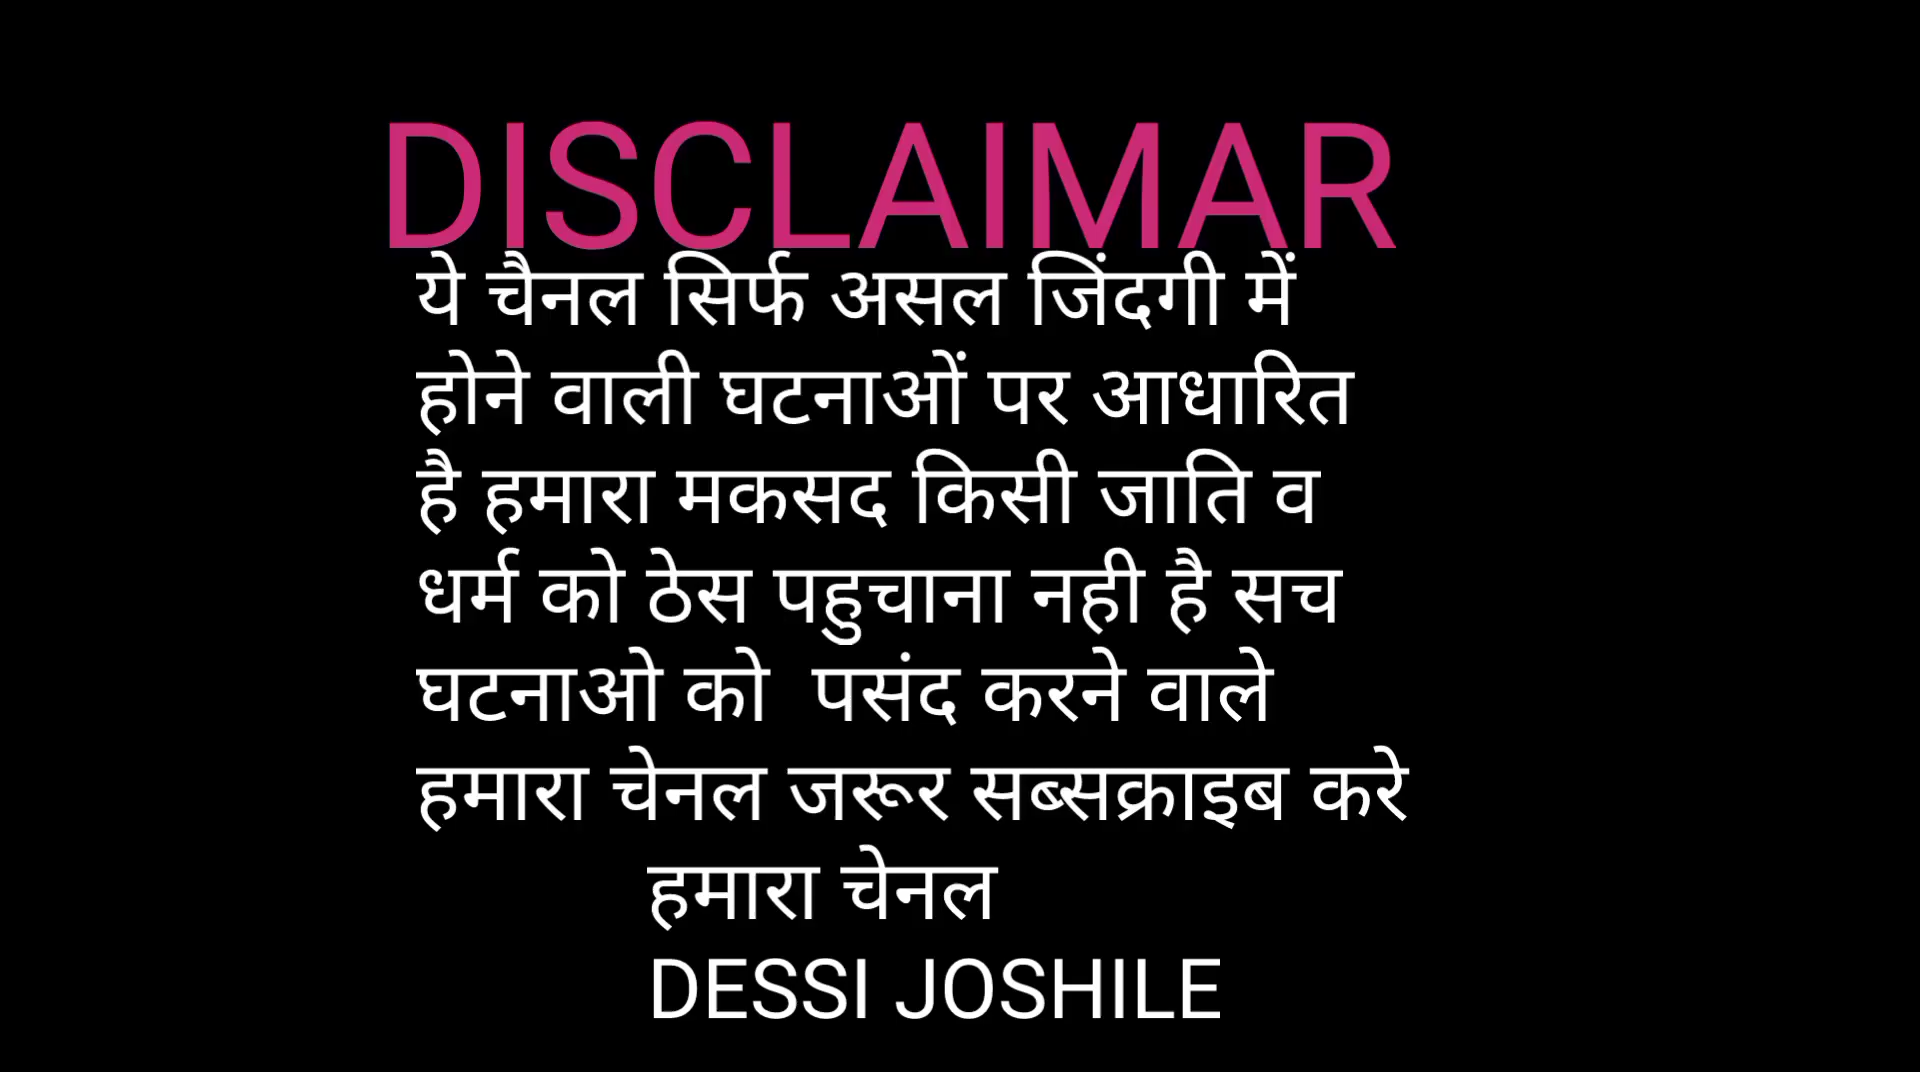 DISCLAIMAR
ये चैनल सिर्फ असल जिंदगी में
होने वाली घटनाओं पर आधारित
है हमारा मकसद किसी जाति व
धर्म को ठेस पहुचाना नही है सच
घटनाओ को  पसंद करने वाले
हमारा चेनल जरूर सब्सक्राइब करे
हमारा चेनल
DESSI JOSHILE